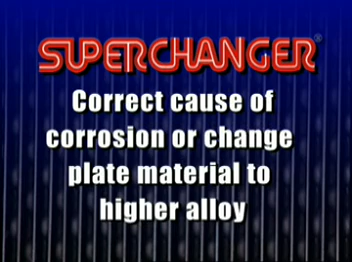 SUPERCHANGER®
Correct cause of
corrosion or change
plate material to
higher alloy